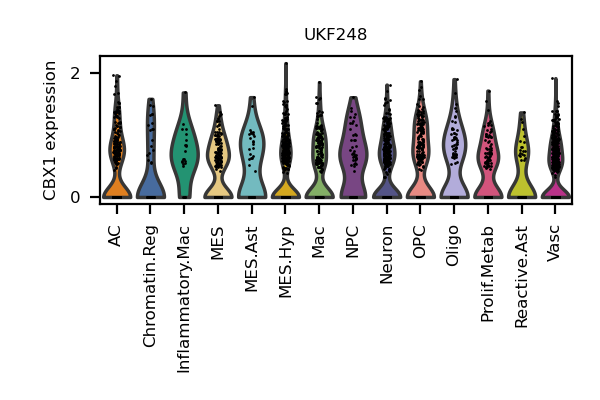 UKF248
CBX1 expression
2
0
AC
Chromatin.Reg
Inflammatory.Mac
MES
MES.Ast
MES.Hyp
Mac
NPC
Neuron
OPC
Oligo
Prolif.Metab
Reactive.Ast
Vasc